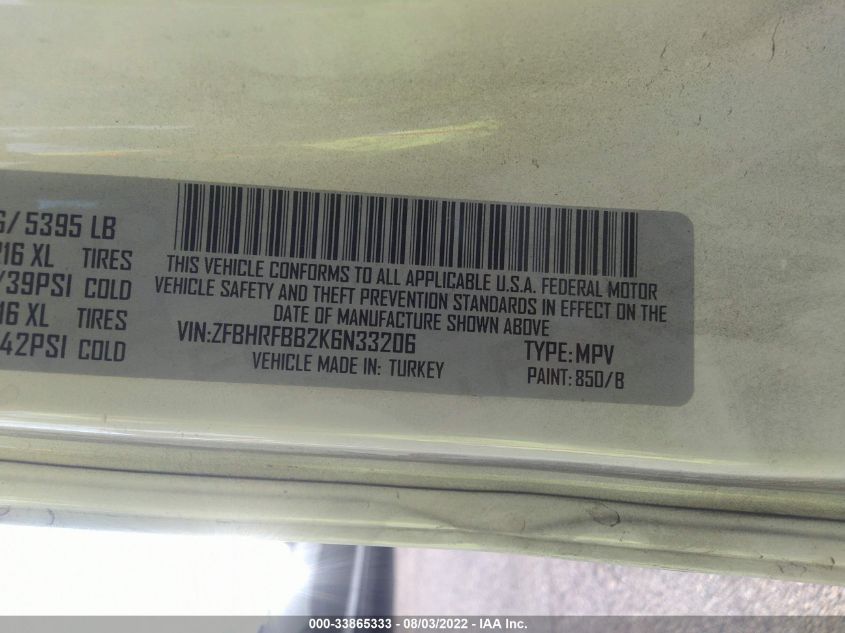 / 5395 LB
16 XL TIRES
/39PSI COLD
16 XL TIRES
42PSI COLD
THIS VEHICLE CONFORMS TO ALL APPLICABLE U.S.A. FEDERAL MOTOR
VEHICLE SAFETY AND THEFT PREVENTION STANDARDS IN EFFECT ON THE
DATE OF MANUFACTURE SHOWN ABOVE
VIN:ZFBHRFBB2K6N33206 TYPE:MPV
VEHICLE MADE IN: TURKEY PAINT:850/B
000-33865333 - 08/03/2022 - IAA Inc.